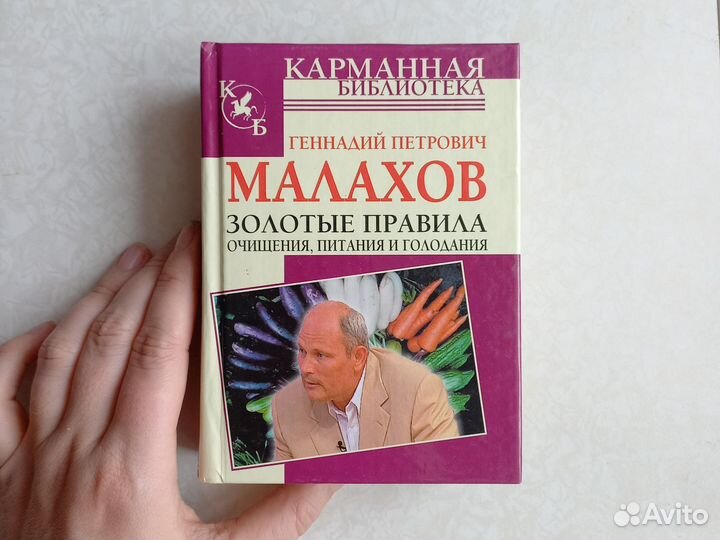 КАРМАННАЯ
БИБЛИОТЕКА
К
Б
ГЕННАДИЙ ПЕТРОВИЧ
МАЛАХОВ
ЗОЛОТЫЕ ПРАВИЛА
ОЧИЩЕНИЯ, ПИТАНИЯ И ГОЛОДАНИЯ
Avito